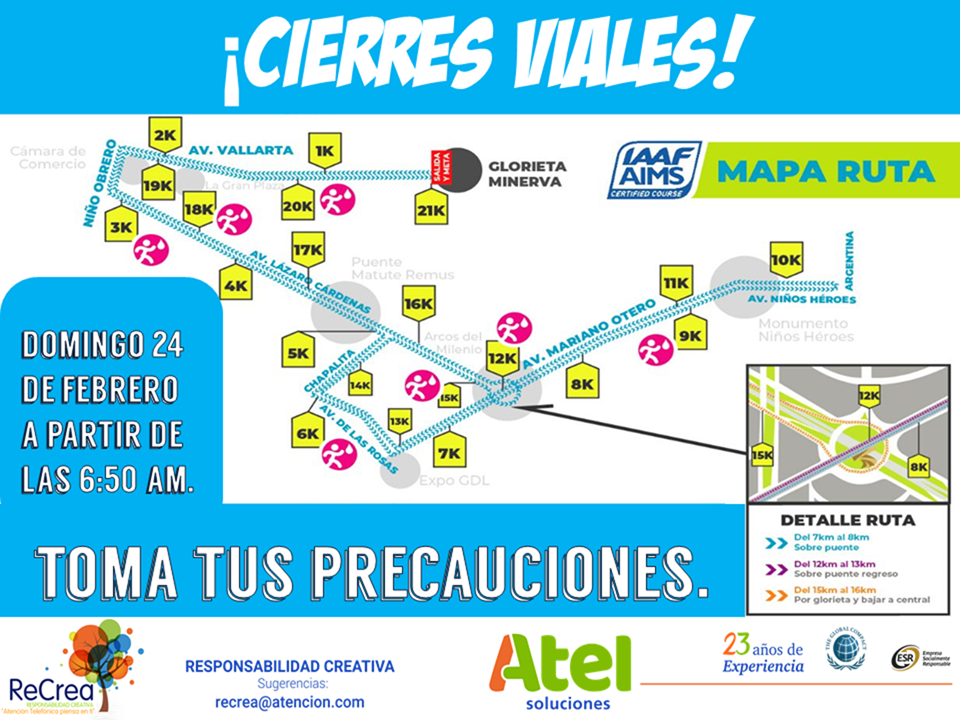 ¡CIERRES VIALES!
Cámara de
Comercio
NIÑO OBRERO
2K
AV. VALLARTA
1K
SALIDA
Y META
GLORIETA
MINERVA
IAAF
AIMS
CERTIFIED COURSE
MAPA RUTA
La Gran Plaza
19K
18K
20K
21K
3K
4K
17K
AV. LÁZARO CÁRDENAS
Puente
Matute Remus
16K
5K
CHAPALITA
14K
Arcos del
Milenio
15K
12K
AV. MARIANO OTERO
11K
10K
ARGENTINA
AV. NIÑOS HÉROES
Monumento
Niños Héroes
9K
8K
6K
AV. DE LAS ROSAS
13K
7K
Expo GDL
DOMINGO 24
DE FEBRERO
A PARTIR DE
LAS 6:50 AM.
12K
15K
8K
DETALLE RUTA
Del 7km al 8km
Sobre puente
Del 12km al 13km
Sobre puente regreso
Del 15km al 16km
Por glorieta y bajar a central
TOMA TUS PRECAUCIONES.
ReCrea
RESPONSABILIDAD CREATIVA
"Atención Telefónica piensa en ti"
RESPONSABILIDAD CREATIVA
Sugerencias:
recrea@atencion.com
Atel
soluciones
23 años de
Experiencia
THE GLOBAL COMPACT
ESR
Empresa
Socialmente
Responsable